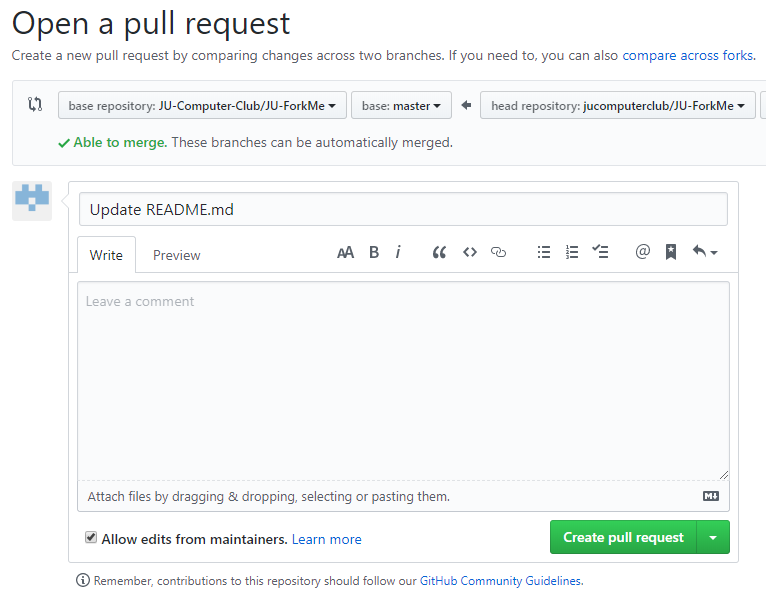 Open a pull request
Create a new pull request by comparing changes across two branches. If you need to, you can also compare across forks.
base repository: JU-Computer-Club/JU-ForkMe base: master head repository: jucomputerclub/JU-ForkMe
Able to merge. These branches can be automatically merged.
Update README.md
Write Preview AA B i @
Leave a comment
Attach files by dragging & dropping, selecting or pasting them.
Allow edits from maintainers. Learn more
Create pull request
Remember, contributions to this repository should follow our GitHub Community Guidelines.